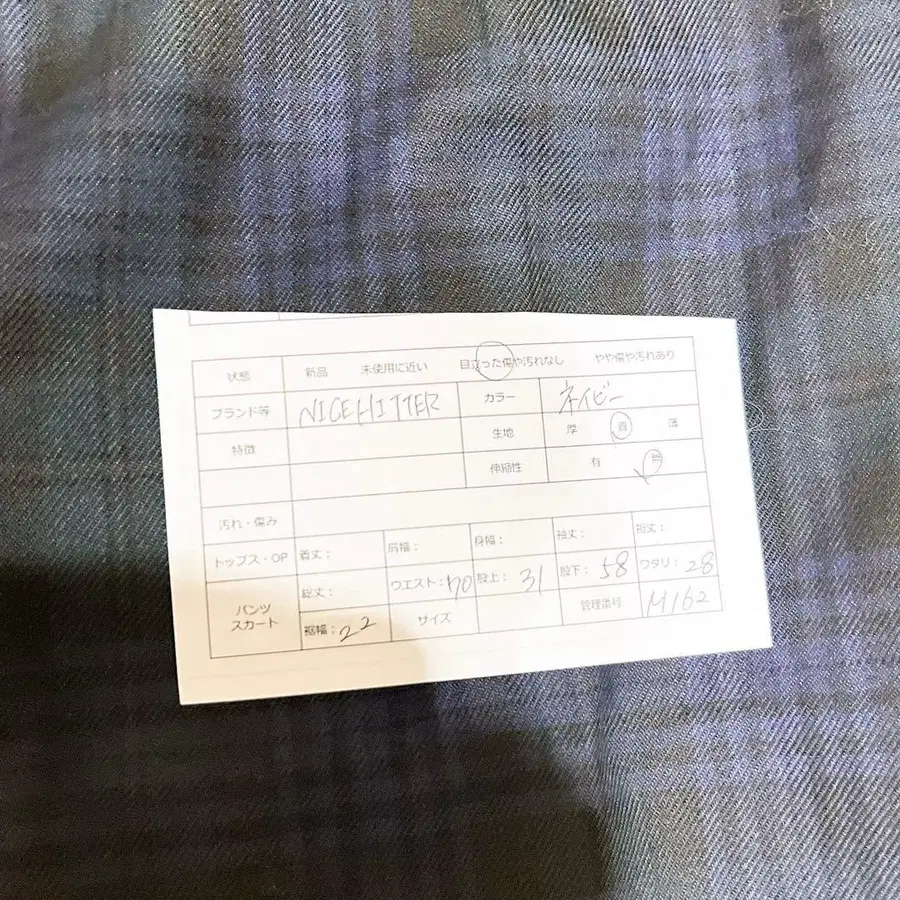 状態 新品 未使用に近い 目立った傷や汚れなし やや傷や汚れあり
ブランド等 NICEHITTER カラー ネイビー
特徴 生地 厚 普 薄
伸縮性 有 無
汚れ・傷み
トップス・OP 着丈： 肩幅： 身幅： 袖丈： 裄丈：
パンツ スカート 総丈： ウエスト：70 股上：31 股下：58 ワタリ：28
裾幅：22 サイズ 管理番号 M162